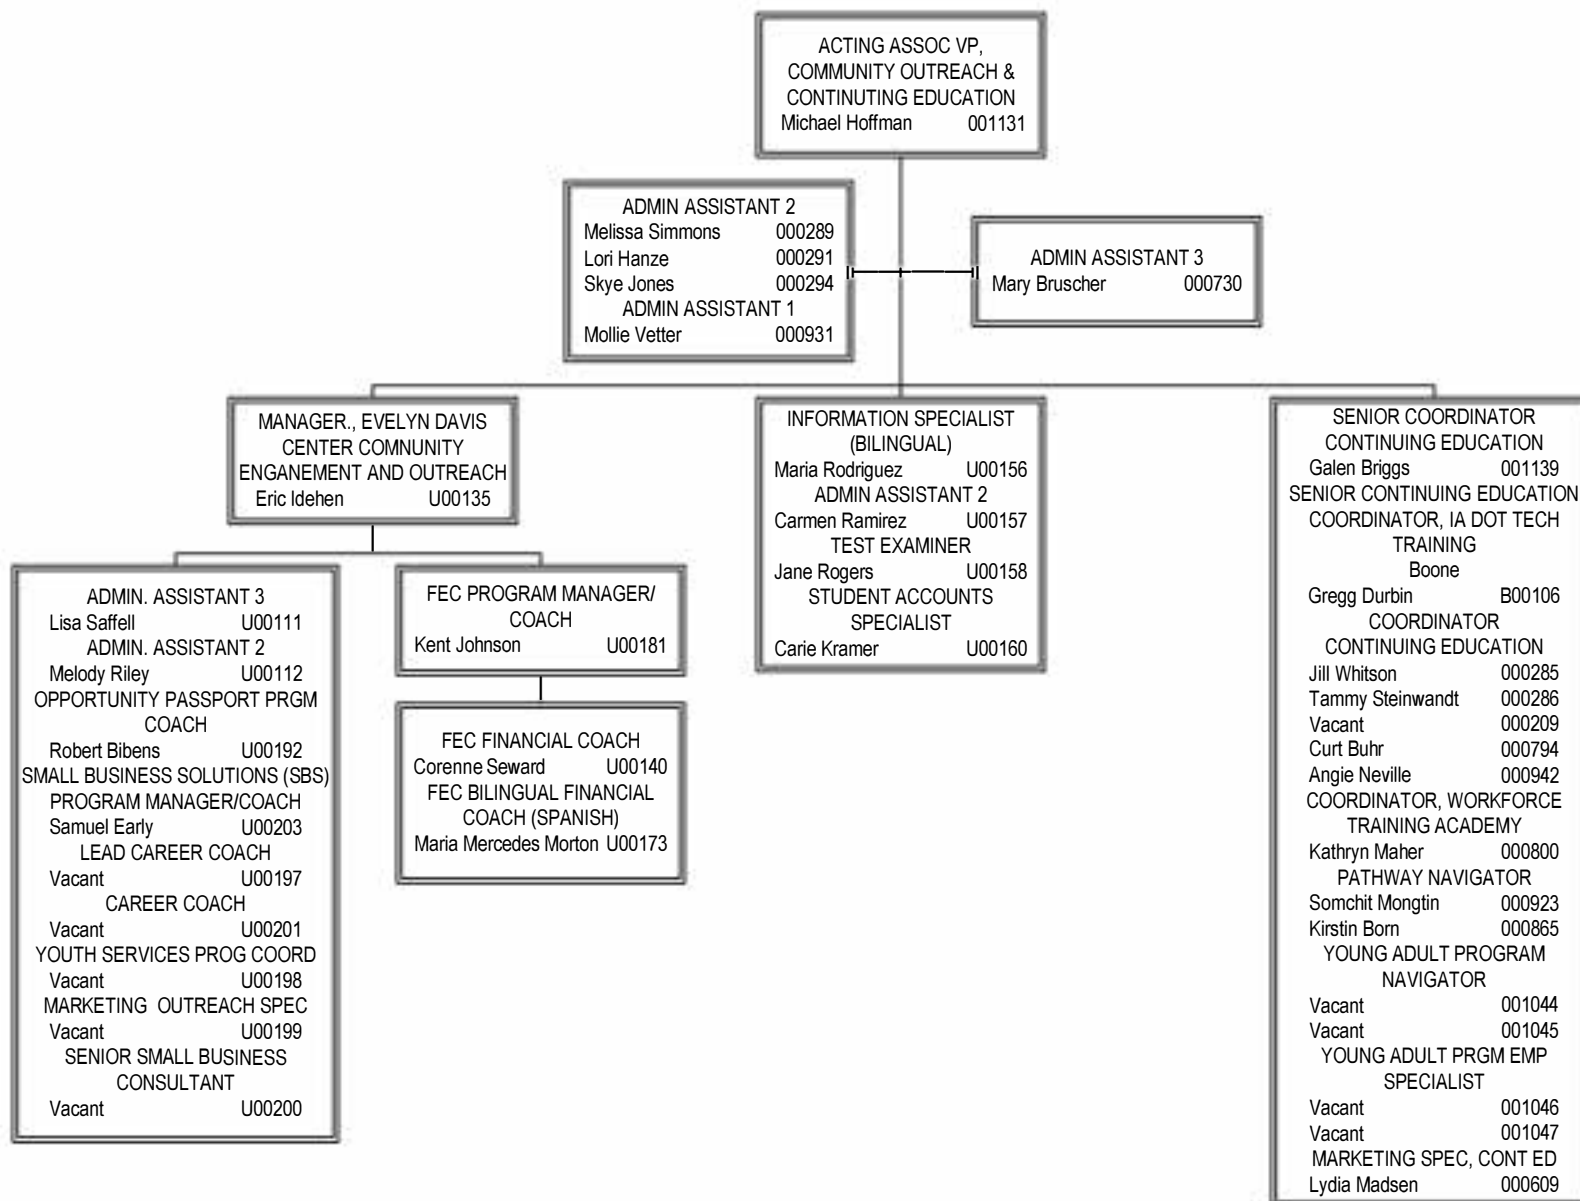 ACTING ASSOC VP,
COMMUNITY OUTREACH &
CONTINUTING EDUCATION
Michael Hoffman 001131
ADMIN ASSISTANT 2
Melissa Simmons 000289
Lori Hanze 000291
Skye Jones 000294
ADMIN ASSISTANT 1
Mollie Vetter 000931
ADMIN ASSISTANT 3
Mary Bruscher 000730
MANAGER., EVELYN DAVIS
CENTER COMNUNITY
ENGANEMENT AND OUTREACH
Eric Idehen U00135
ADMIN. ASSISTANT 3
Lisa Saffell U00111
ADMIN. ASSISTANT 2
Melody Riley U00112
OPPORTUNITY PASSPORT PRGM
COACH
Robert Bibens U00192
SMALL BUSINESS SOLUTIONS (SBS)
PROGRAM MANAGER/COACH
Samuel Early U00203
LEAD CAREER COACH
Vacant U00197
CAREER COACH
Vacant U00201
YOUTH SERVICES PROG COORD
Vacant U00198
MARKETING OUTREACH SPEC
Vacant U00199
SENIOR SMALL BUSINESS
CONSULTANT
Vacant U00200
FEC PROGRAM MANAGER/
COACH
Kent Johnson U00181
FEC FINANCIAL COACH
Corenne Seward U00140
FEC BILINGUAL FINANCIAL
COACH (SPANISH)
Maria Mercedes Morton U00173
INFORMATION SPECIALIST
(BILINGUAL)
Maria Rodriguez U00156
ADMIN ASSISTANT 2
Carmen Ramirez U00157
TEST EXAMINER
Jane Rogers U00158
STUDENT ACCOUNTS
SPECIALIST
Carie Kramer U00160
SENIOR COORDINATOR
CONTINUING EDUCATION
Galen Briggs 001139
SENIOR CONTINUING EDUCATION
COORDINATOR, IA DOT TECH
TRAINING
Boone
Gregg Durbin B00106
COORDINATOR
CONTINUING EDUCATION
Jill Whitson 000285
Tammy Steinwandt 000286
Vacant 000209
Curt Buhr 000794
Angie Neville 000942
COORDINATOR, WORKFORCE
TRAINING ACADEMY
Kathryn Maher 000800
PATHWAY NAVIGATOR
Somchit Mongtin 000923
Kirstin Born 000865
YOUNG ADULT PROGRAM
NAVIGATOR
Vacant 001044
Vacant 001045
YOUNG ADULT PRGM EMP
SPECIALIST
Vacant 001046
Vacant 001047
MARKETING SPEC, CONT ED
Lydia Madsen 000609